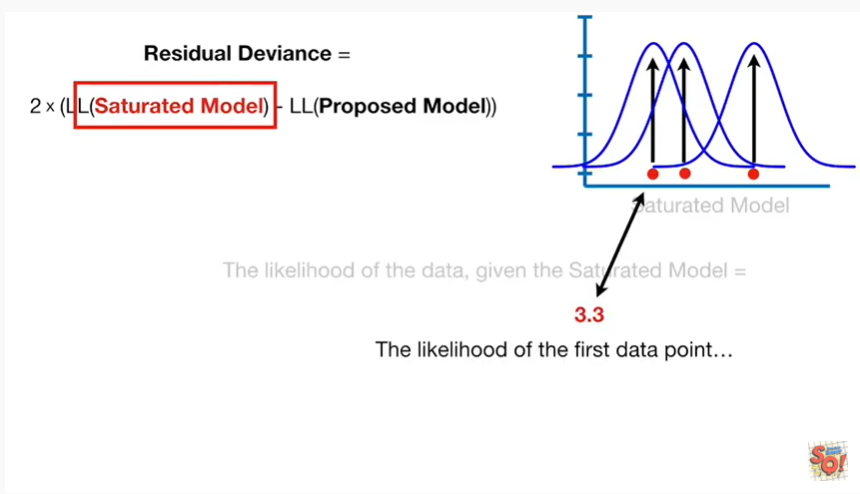 Residual Deviance =
2 x (LL(Saturated Model) - LL(Proposed Model))
Saturated Model
The likelihood of the data, given the Saturated Model =
3.3
The likelihood of the first data point…
SQ!